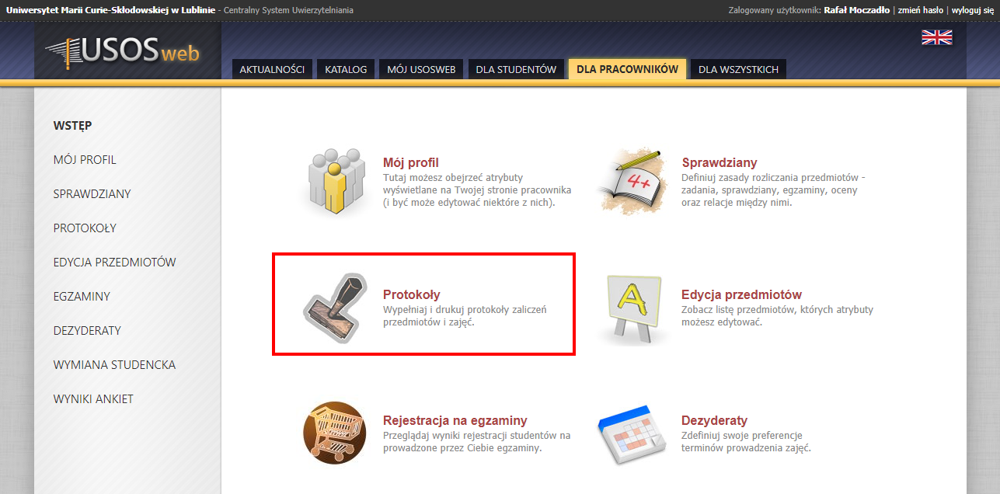 Uniwersytet Marii Curie-Skłodowskiej w Lublinie - Centralny System Uwierzytelniania
Zalogowany użytkownik: Rafał Moczadło | zmień hasło | wyloguj się
USOSweb
AKTUALNOŚCI
KATALOG
MÓJ USOSWEB
DLA STUDENTÓW
DLA PRACOWNIKÓW
DLA WSZYSTKICH
WSTĘP
MÓJ PROFIL
SPRAWDZIANY
PROTOKOŁY
EDYCJA PRZEDMIOTÓW
EGZAMINY
DEZYDERATY
WYMIANA STUDENCKA
WYNIKI ANKIET
Mój profil
Tutaj możesz obejrzeć atrybuty
wyświetlane na Twojej stronie pracownika
(i być może edytować niektóre z nich).
4+
Sprawdziany
Definiuj zasady rozliczania przedmiotów -
zadania, sprawdziany, egzaminy, oceny
oraz relacje między nimi.
Protokoły
Wypełniaj i drukuj protokoły zaliczeń
przedmiotów i zajęć.
A
Edycja przedmiotów
Zobacz listę przedmiotów, których atrybuty
możesz edytować.
Rejestracja na egzaminy
Przeglądaj wyniki rejestracji studentów na
prowadzone przez Ciebie egzaminy.
Dezyderaty
Zdefiniuj swoje preferencje
terminów prowadzenia zajęć.